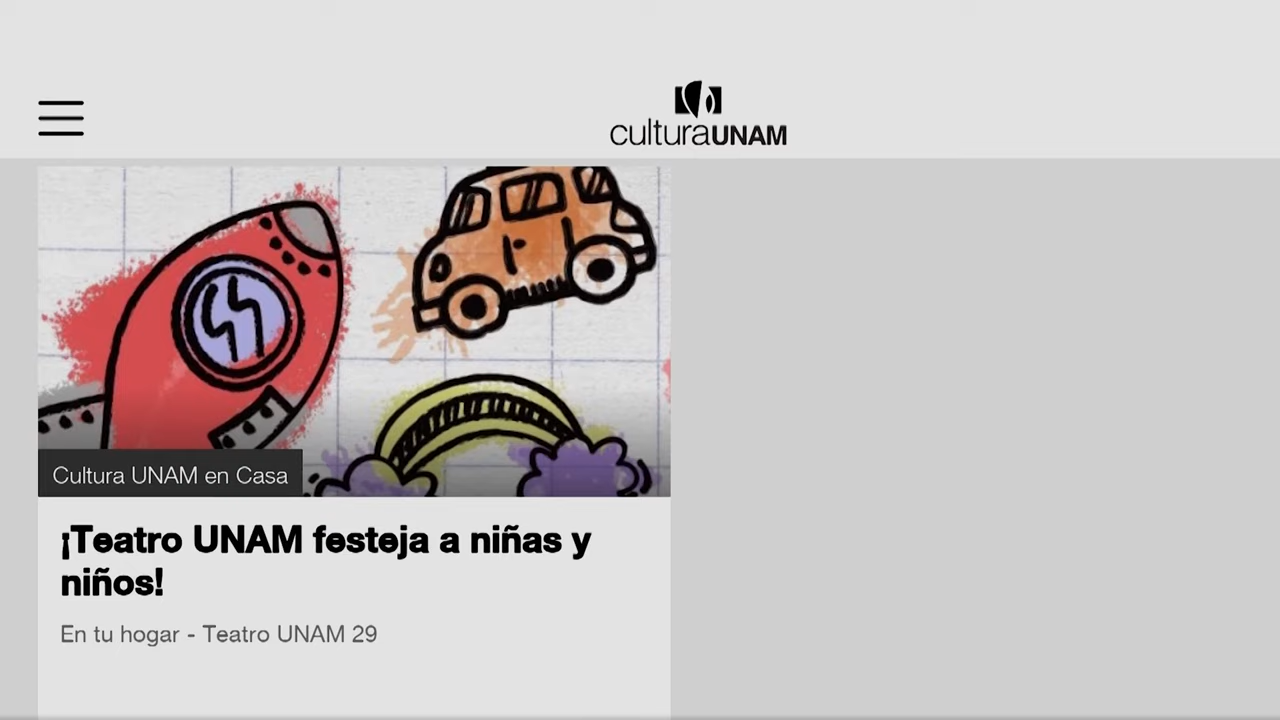 culturaUNAM
Cultura UNAM en Casa
¡Teatro UNAM festeja a niñas y
niños!
En tu hogar - Teatro UNAM 29